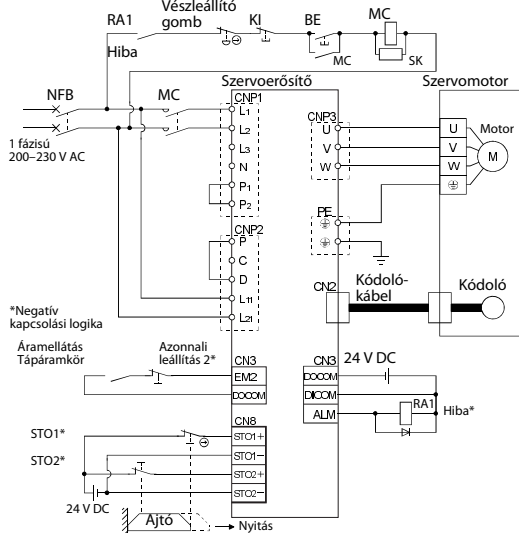 RA1
Vészleállító
gomb
KI
BE
MC
Hiba
MC
SK
NFB
MC
Szervoerősítő
Szervomotor
1 fázisú
200–230 V AC
CNP1
L1
L2
L3
N
P1
P2
CNP3
U
V
W
U
V
W
Motor
M
PE
CNP2
P
C
D
L11
L21
CN2
Kódoló-
kábel
Kódoló
*Negatív
kapcsolási logika
Áramellátás
Tápáramkör
Azonnali
leállítás 2*
CN3
EM2
DOCOM
CN3
24 V DC
DOCOM
DICOM
ALM
RA1
Hiba*
CN8
STO1*
STO1+
STO1−
STO2*
STO2+
STO2−
24 V DC
Ajtó
Nyitás